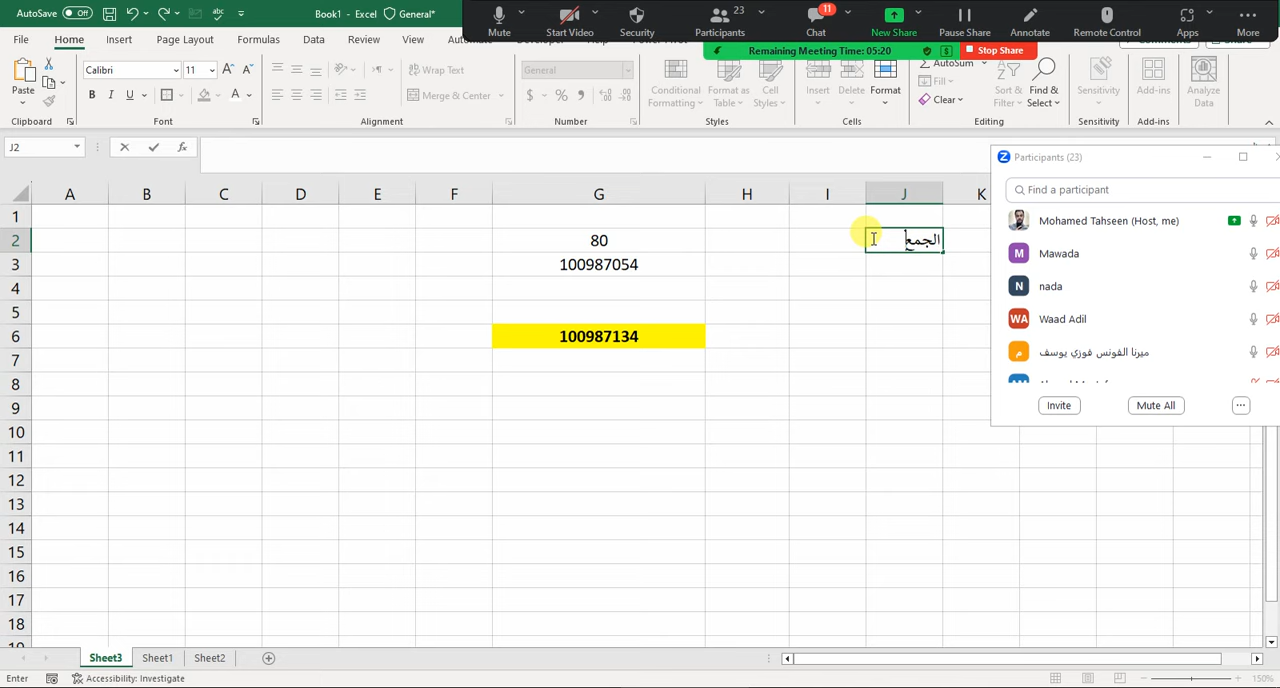 AutoSave Off Book1 - Excel General*
Mute Start Video Security Participants 23 Chat 11 New Share Pause Share Annotate Remote Control Apps More
Remaining Meeting Time: 05:20 Stop Share
File Home Insert Draw Page Layout Formulas Data Review View
Paste Calibri 11 Wrap Text General AutoSum
B I U Merge & Center $ % Conditional Formatting Format as Table Cell Styles Insert Delete Format Fill Clear Sort & Filter Find & Select Sensitivity Add-ins Analyze Data
Clipboard Font Alignment Number Styles Cells Editing Sensitivity Add-ins
J2 fx
Participants (23)
Find a participant
A B C D E F G H I J K
1
2 80 الجمع
3 100987054
4
5
6 100987134
7
8
9
10
11
12
13
14
15
16
17
18
Mohamed Tahseen (Host, me)
M Mawada
N nada
WA Waad Adil
م ميرنا الفونس فوزي يوسف
Invite Mute All ...
Sheet3 Sheet1 Sheet2
Enter Accessibility: Investigate 150%